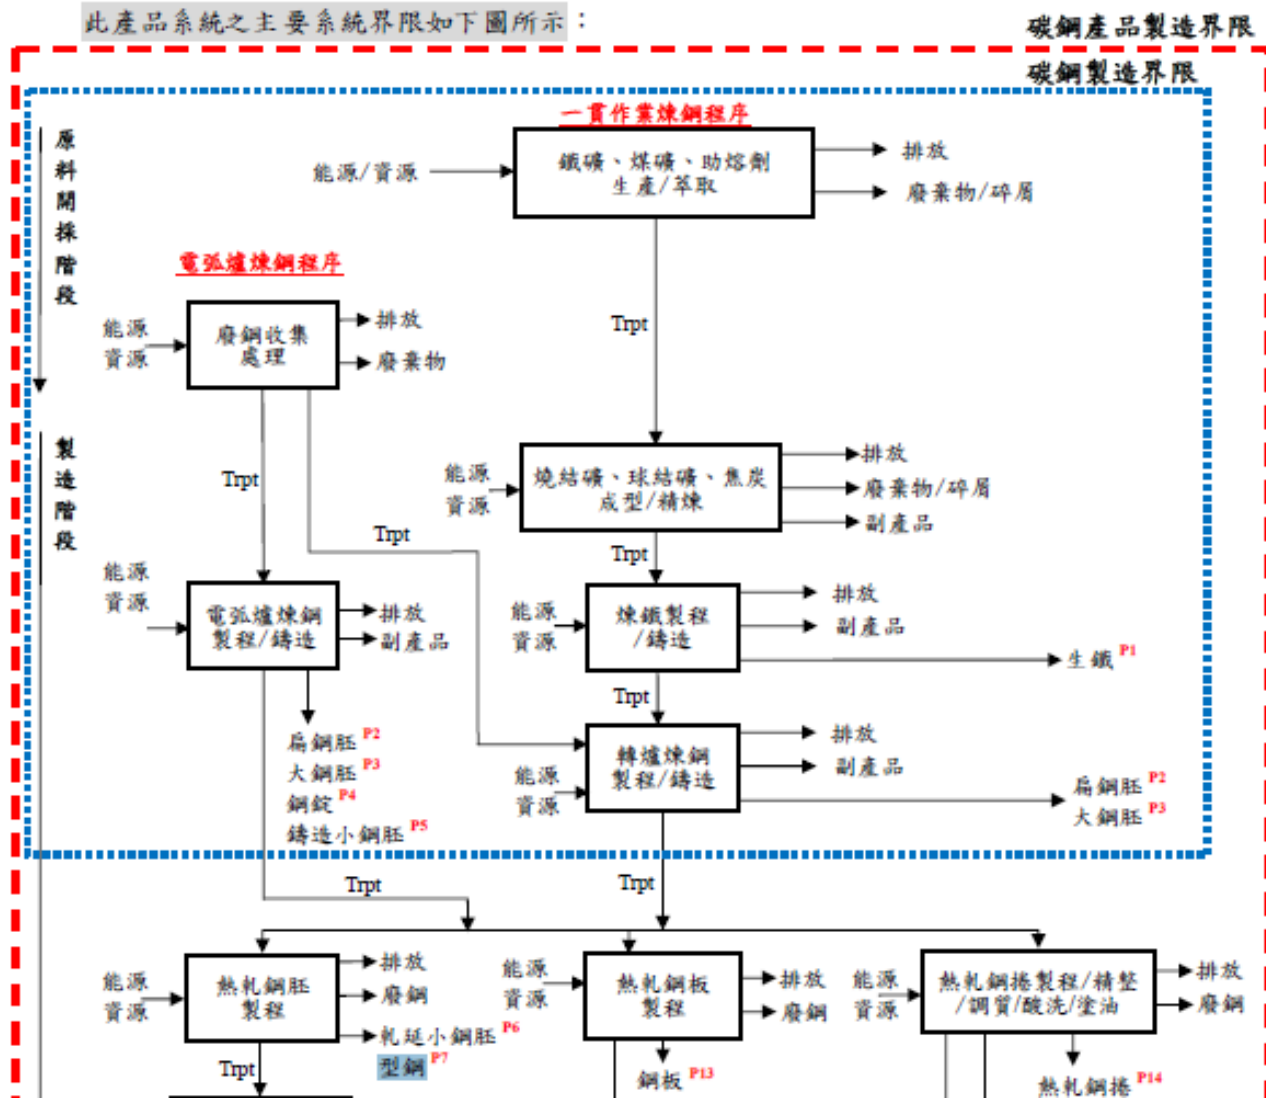 此產品系統之主要系統界限如下圖所示：
碳鋼產品製造界限
碳鋼製造界限
一貫作業煉鋼程序
原料開採階段
能源/資源
鐵礦、煤礦、助熔劑
生產/萃取
排放
廢棄物/碎屑
電弧爐煉鋼程序
能源
資源
廢鋼收集
處理
排放
廢棄物
Trpt
製造階段
Trpt
能源
資源
燒結礦、球結礦、焦炭
成型/精煉
排放
廢棄物/碎屑
副產品
Trpt
Trpt
能源
資源
電弧爐煉鋼
製程/鑄造
排放
副產品
能源
資源
煉鐵製程
/鑄造
排放
副產品
生鐵 P1
Trpt
扁鋼胚 P2
大鋼胚 P3
鋼錠 P4
鑄造小鋼胚 P5
能源
資源
轉爐煉鋼
製程/鑄造
排放
副產品
扁鋼胚 P2
大鋼胚 P3
Trpt
Trpt
能源
資源
熱軋鋼胚
製程
排放
廢鋼
軋延小鋼胚 P6
型鋼 P7
Trpt
能源
資源
熱軋鋼板
製程
排放
廢鋼
鋼板 P13
能源
資源
熱軋鋼捲製程/精整
/調質/酸洗/塗油
排放
廢鋼
熱軋鋼捲 P14